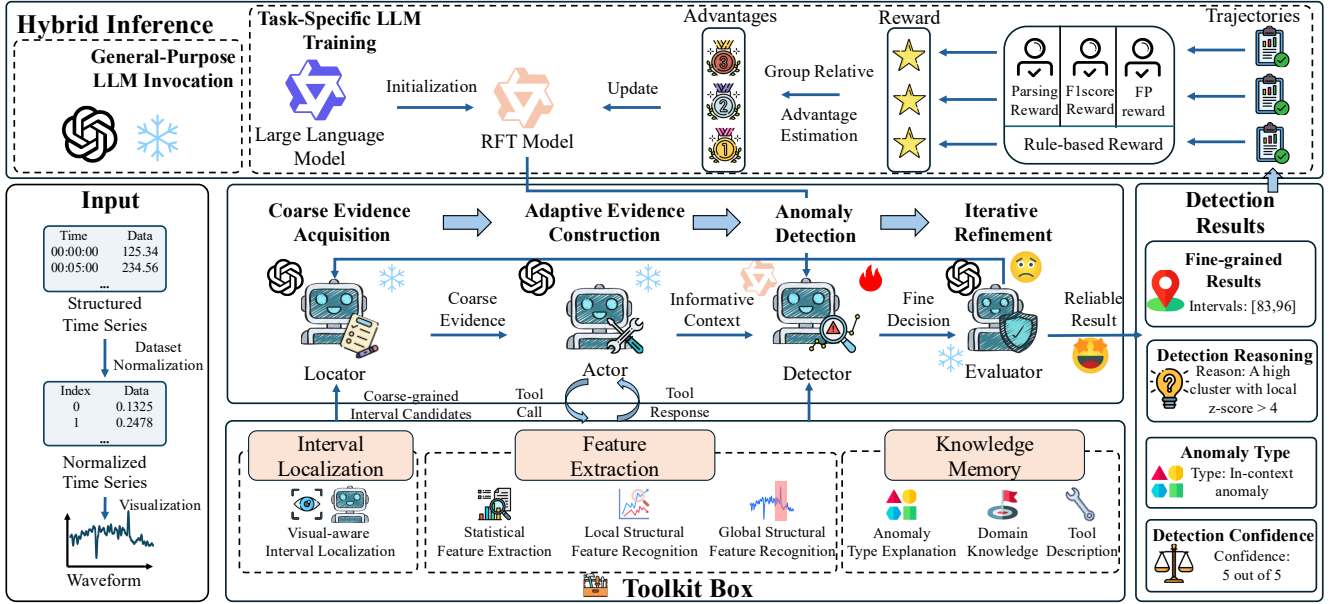 Hybrid Inference
General-Purpose
LLM Invocation
Task-Specific LLM
Training
Large Language
Model
Initialization
RFT Model
Update
Advantages
3
2
1
Group Relative
Advantage
Estimation
Reward
Parsing
Reward
F1score
Reward
FP
reward
Rule-based Reward
Trajectories
Input
Time Data
00:00:00 125.34
00:05:00 234.56
...
Structured
Time Series
Dataset
Normalization
Index Data
0 0.1325
1 0.2478
...
Normalized
Time Series
Visualization
Waveform
Coarse Evidence
Acquisition
Adaptive Evidence
Construction
Anomaly
Detection
Iterative
Refinement
Locator
Coarse
Evidence
Actor
Informative
Context
Detector
Fine
Decision
Evaluator
Reliable
Result
Coarse-grained
Interval Candidates
Tool
Call
Tool
Response
Interval
Localization
Visual-aware
Interval Localization
Feature
Extraction
Statistical
Feature Extraction
Local Structural
Feature Recognition
Global Structural
Feature Recognition
Knowledge
Memory
Anomaly
Type Explanation
Domain
Knowledge
Tool
Description
Toolkit Box
Detection
Results
Fine-grained
Results
Intervals: [83,96]
Detection Reasoning
Reason: A high
cluster with local
z-score > 4
Anomaly Type
Type: In-context
anomaly
Detection Confidence
Confidence:
5 out of 5